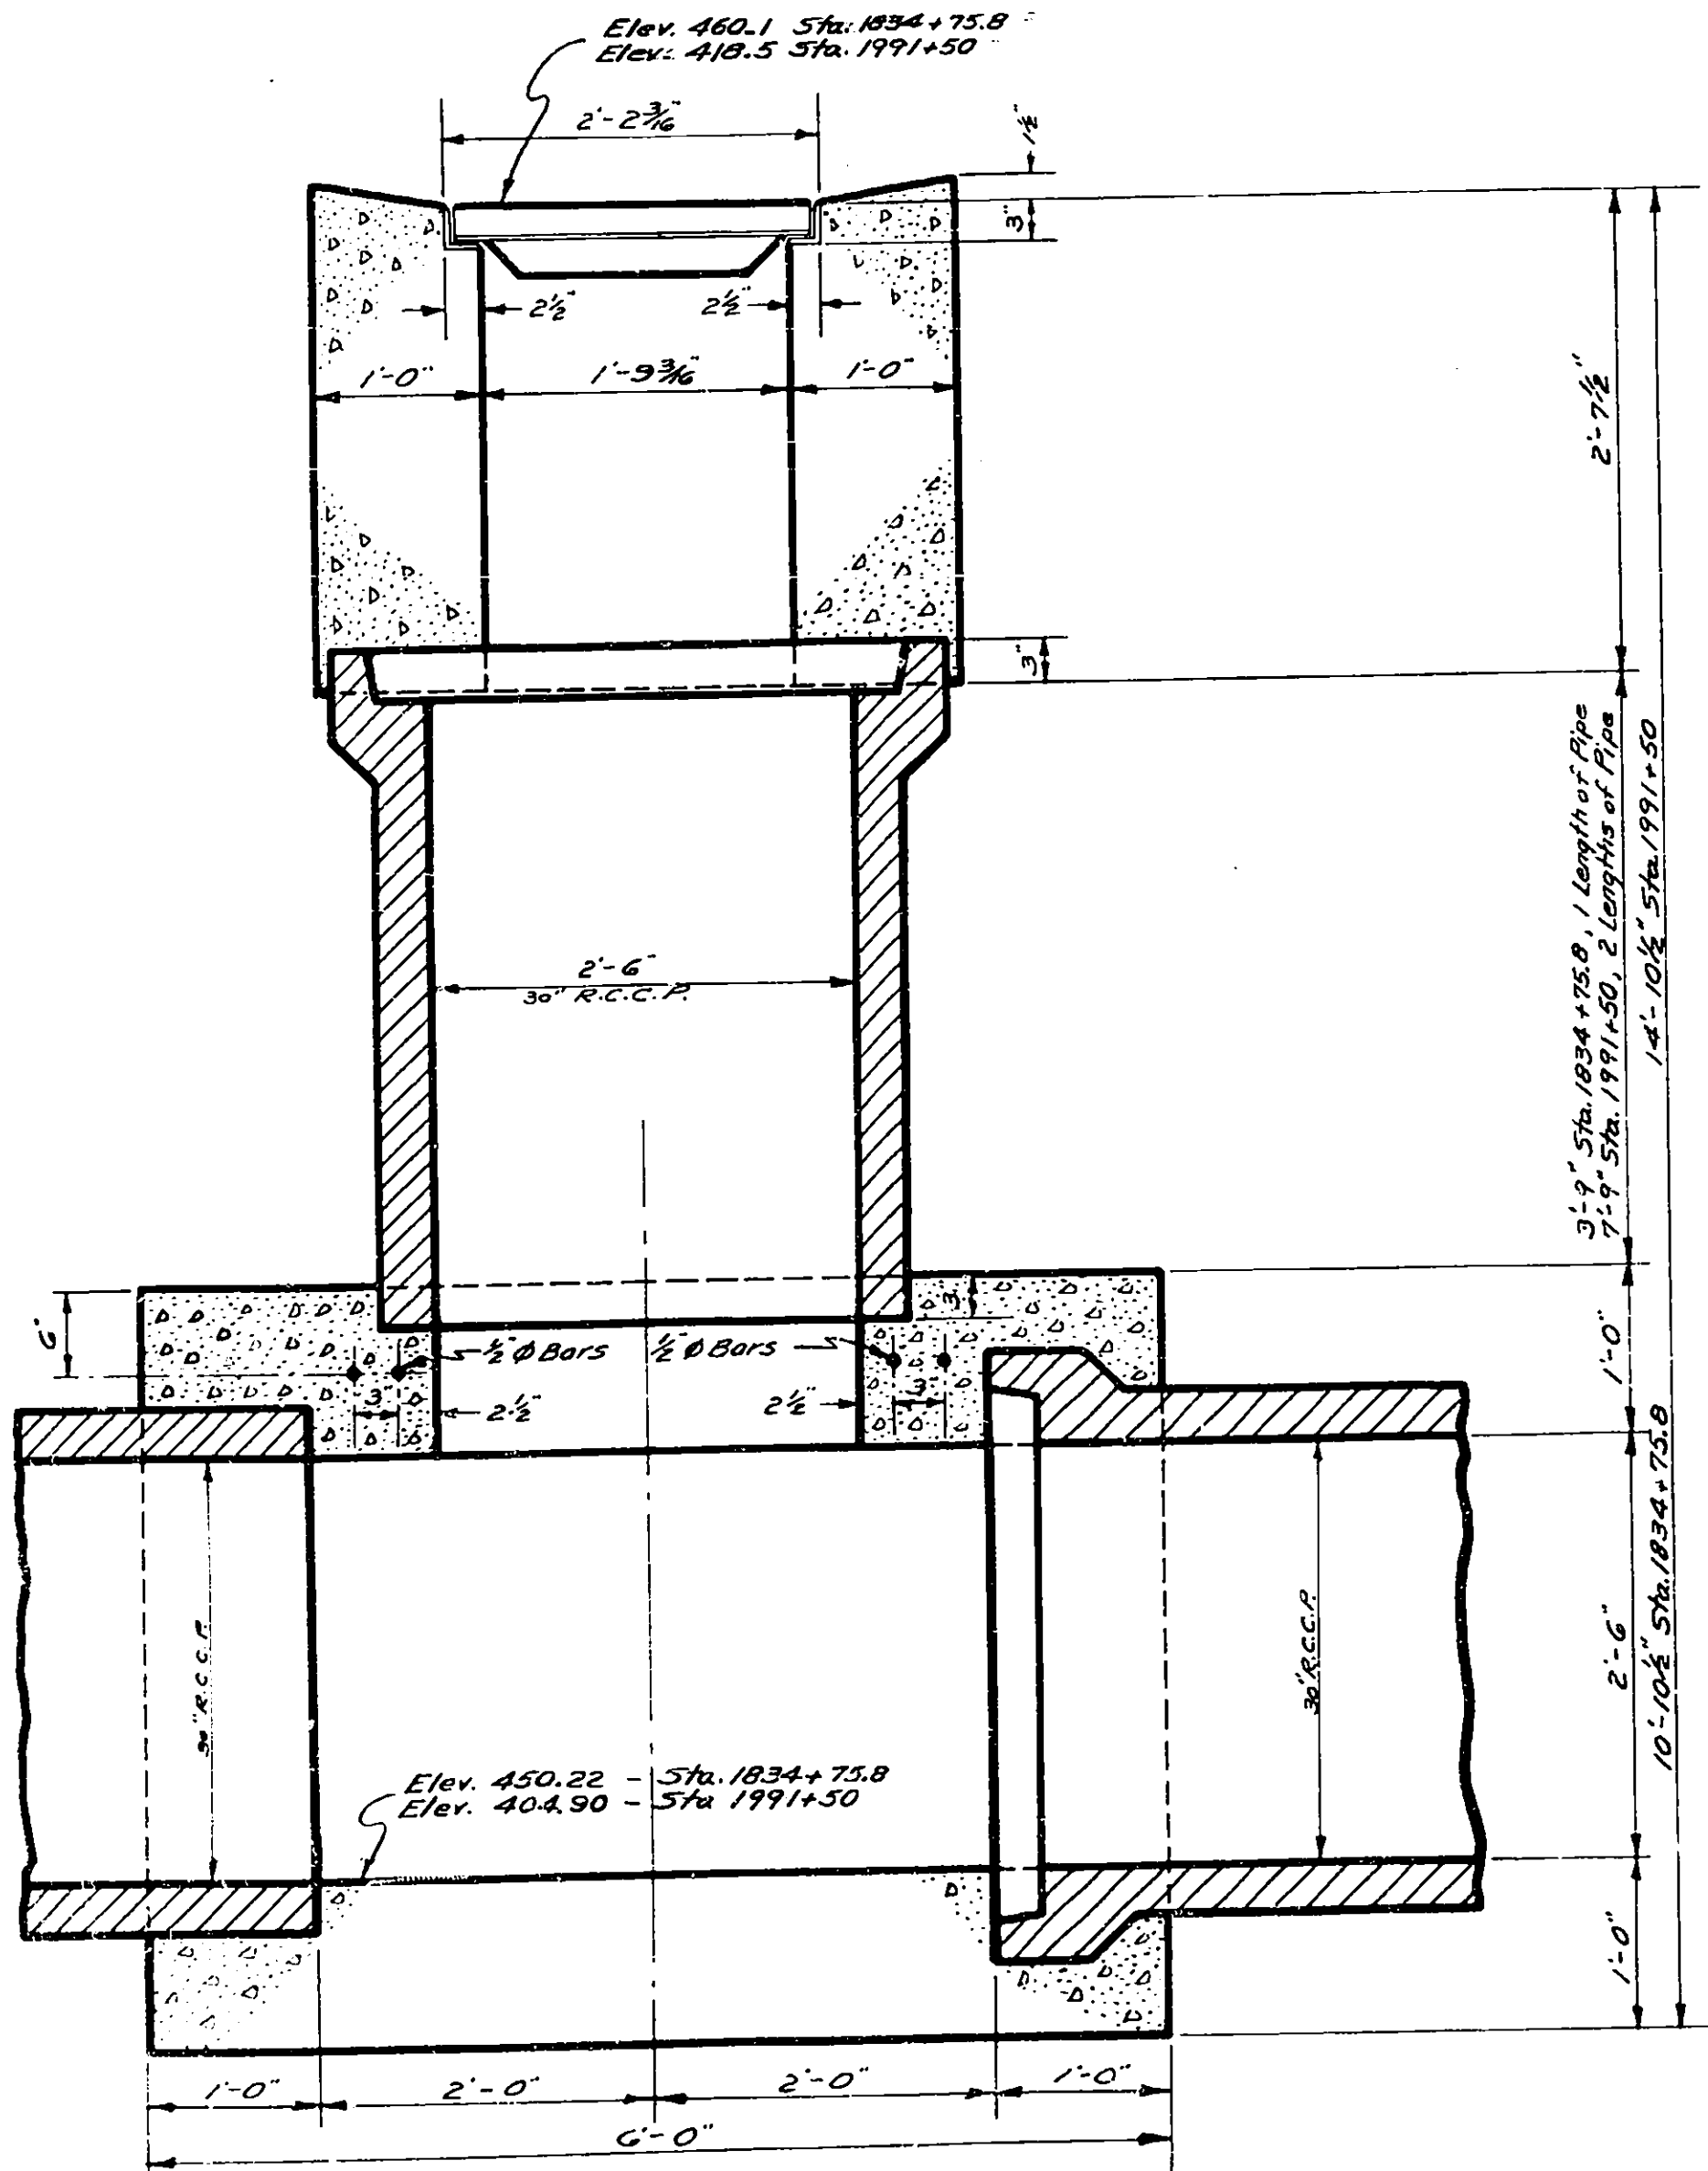 Elev. 460.1 Sta. 1834+75.8
Elev. 418.5 Sta. 1991+50
2'-2 3/16"
1 1/2"
3"
2 1/2"
2 1/2"
1'-0"
1'-9 3/16"
1'-0"
2'-7 1/2"
3"
3'-9" Sta. 1834+75.8, 1 Length of Pipe
7'-9" Sta. 1991+50, 2 Lengths of Pipe
14'-10 1/2" Sta. 1991+50
2'-6"
30" R.C.C.P.
6"
3"
1/2" ϕ Bars
1/2" ϕ Bars
3"
3"
2 1/2"
2 1/2"
1'-0"
30" R.C.C.P.
30" R.C.C.P.
2'-6"
10'-10 1/2" Sta. 1834+75.8
Elev. 450.22 - Sta. 1834+75.8
Elev. 404.90 - Sta 1991+50
1'-0"
1'-0"
2'-0"
2'-0"
1'-0"
6'-0"